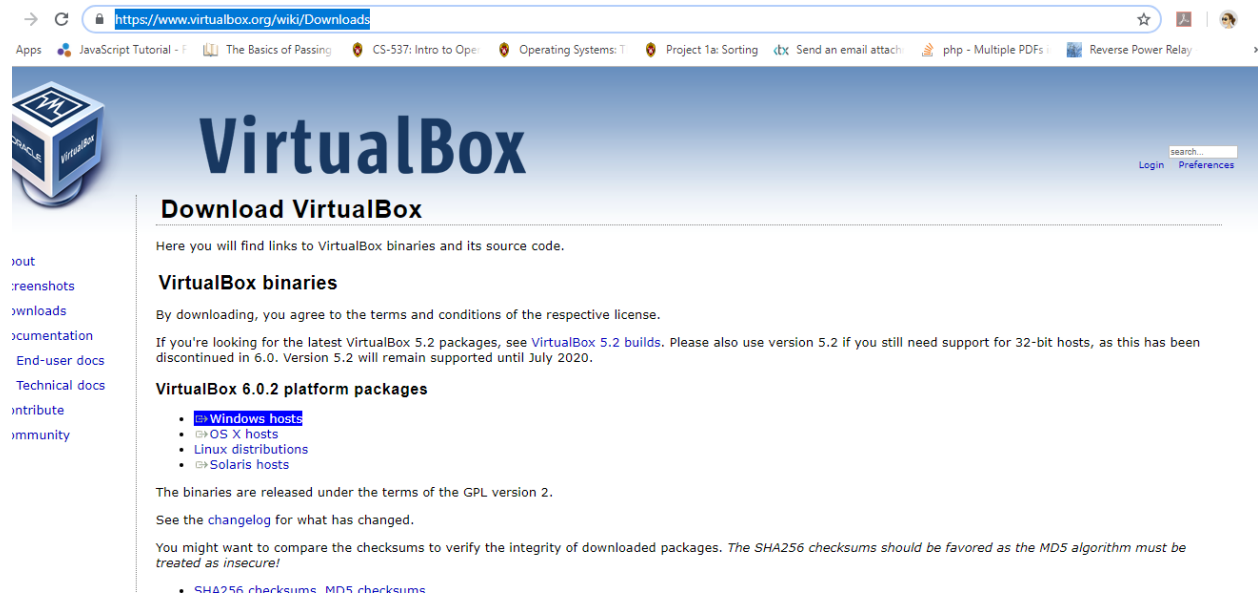 https://www.virtualbox.org/wiki/Downloads
Apps JavaScript Tutorial - F The Basics of Passing CS-537: Intro to Ope Operating Systems: T Project 1a: Sorting Send an email attach php - Multiple PDFs i Reverse Power Relay
ORACLE
VirtualBox
VirtualBox
search...
Login Preferences
Download VirtualBox
Here you will find links to VirtualBox binaries and its source code.
bout
creenshots
ownloads
ocumentation
End-user docs
Technical docs
ontribute
ommunity
VirtualBox binaries
By downloading, you agree to the terms and conditions of the respective license.
If you're looking for the latest VirtualBox 5.2 packages, see VirtualBox 5.2 builds. Please also use version 5.2 if you still need support for 32-bit hosts, as this has been
discontinued in 6.0. Version 5.2 will remain supported until July 2020.
VirtualBox 6.0.2 platform packages
Windows hosts
OS X hosts
Linux distributions
Solaris hosts
The binaries are released under the terms of the GPL version 2.
See the changelog for what has changed.
You might want to compare the checksums to verify the integrity of downloaded packages. The SHA256 checksums should be favored as the MD5 algorithm must be
treated as insecure!
SHA256 checksums, MD5 checksums